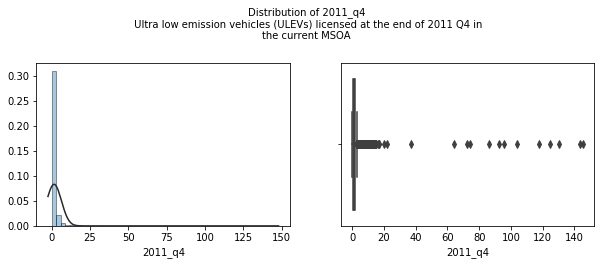 Distribution of 2011_q4
Ultra low emission vehicles (ULEVs) licensed at the end of 2011 Q4 in
the current MSOA
0.30
0.25
0.20
0.15
0.10
0.05
0.00
0 25 50 75 100 125 150
2011_q4
0 20 40 60 80 100 120 140
2011_q4